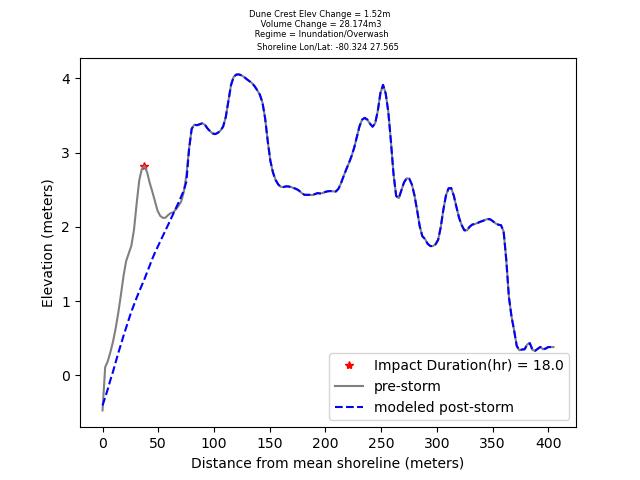 Dune Crest Elev Change = 1.52m
Volume Change = 28.174m3
Regime = Inundation/Overwash
Shoreline Lon/Lat: -80.324 27.565
4
3
2
1
0
Elevation (meters)
Impact Duration(hr) = 18.0
pre-storm
modeled post-storm
0 50 100 150 200 250 300 350 400
Distance from mean shoreline (meters)